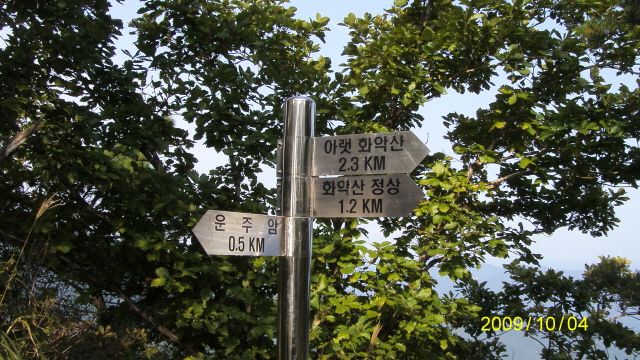 아랫 화악산
2.3 KM
화악산 정상
1.2 KM
운 주 암
0.5 KM
2009/10/04